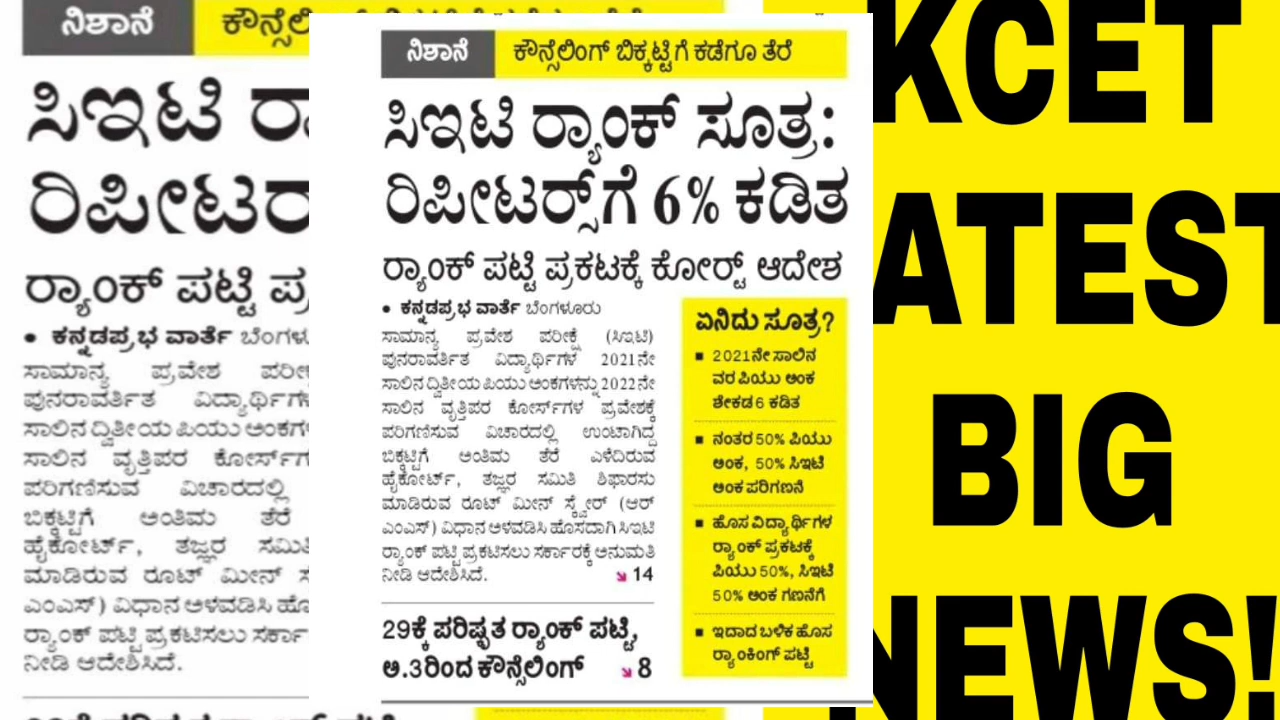 ನಿಶಾನೆ
ಕೌನ್ಸೆಲಿಂಗ್ ಬಿಕ್ಕಟ್ಟಿಗೆ ಕಡೆಗೂ ತೆರೆ
ಸಿಇಟಿ ರ‍್ಯಾಂಕ್ ಸೂತ್ರ:
ರಿಪೀಟರ್‍ಸ್‌ಗೆ 6% ಕಡಿತ
ರ‍್ಯಾಂಕ್ ಪಟ್ಟಿ ಪ್ರಕಟಕ್ಕೆ ಕೋರ್ಟ್ ಆದೇಶ
• ಕನ್ನಡಪ್ರಭ ವಾರ್ತೆ ಬೆಂಗಳೂರು
ಸಾಮಾನ್ಯ ಪ್ರವೇಶ ಪರೀಕ್ಷೆ (ಸಿಇಟಿ)
ಪುನರಾವರ್ತಿತ ವಿದ್ಯಾರ್ಥಿಗಳ 2021ನೇ
ಸಾಲಿನ ದ್ವಿತೀಯ ಪಿಯು ಅಂಕಗಳನ್ನು 2022ನೇ
ಸಾಲಿನ ವೃತ್ತಿಪರ ಕೋರ್ಸ್‌ಗಳ ಪ್ರವೇಶಕ್ಕೆ
ಪರಿಗಣಿಸುವ ವಿಚಾರದಲ್ಲಿ ಉಂಟಾಗಿದ್ದ
ಬಿಕ್ಕಟ್ಟಿಗೆ ಅಂತಿಮ ತೆರೆ ಎಳೆದಿರುವ
ಹೈಕೋರ್ಟ್, ತಜ್ಞರ ಸಮಿತಿ ಶಿಫಾರಸು
ಮಾಡಿರುವ ರೂಟ್ ಮೀನ್ ಸ್ಕ್ವೇರ್ (ಆರ್
ಎಂಎಸ್) ವಿಧಾನ ಅಳವಡಿಸಿ ಹೊಸದಾಗಿ ಸಿಇಟಿ
ರ‍್ಯಾಂಕ್ ಪಟ್ಟಿ ಪ್ರಕಟಿಸಲು ಸರ್ಕಾರಕ್ಕೆ ಅನುಮತಿ
ನೀಡಿ ಆದೇಶಿಸಿದೆ. 14
29ಕ್ಕೆ ಪರಿಷ್ಕೃತ ರ‍್ಯಾಂಕ್ ಪಟ್ಟಿ,
ಅ.3ರಿಂದ ಕೌನ್ಸೆಲಿಂಗ್ 8
ಏನಿದು ಸೂತ್ರ?
■ 2021ನೇ ಸಾಲಿನ
ವರ ಪಿಯು ಅಂಕ
ಶೇಕಡ 6 ಕಡಿತ
■ ನಂತರ 50% ಪಿಯು
ಅಂಕ, 50% ಸಿಇಟಿ
ಅಂಕ ಪರಿಗಣನೆ
■ ಹೊಸ ವಿದ್ಯಾರ್ಥಿಗಳ
ರ‍್ಯಾಂಕ್ ಪ್ರಕಟಕ್ಕೆ
ಪಿಯು 50%, ಸಿಇಟಿ
50% ಅಂಕ ಗಣನೆಗೆ
■ ಇದಾದ ಬಳಿಕ ಹೊಸ
ರ‍್ಯಾಂಕಿಂಗ್ ಪಟ್ಟಿ
KCET
LATEST
BIG
NEWS!